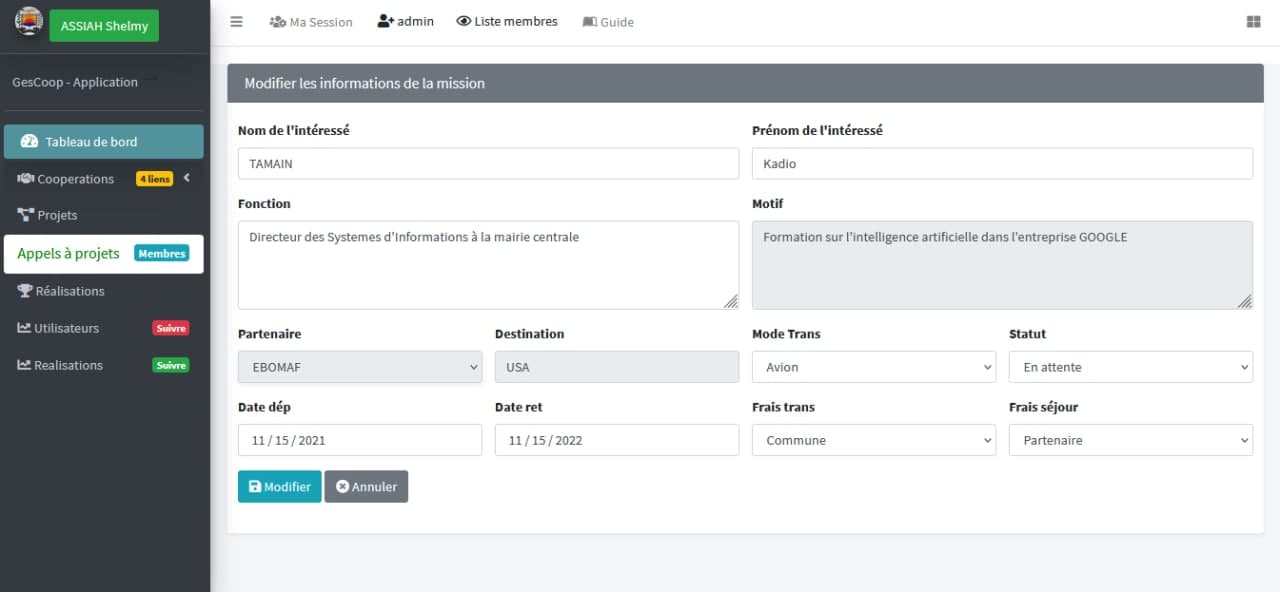 ASSIAH Shelmy
Ma Session
admin
Liste membres
Guide
GesCoop - Application
Tableau de bord
Cooperations 4 liens
Projets
Appels à projets Membres
Réalisations
Utilisateurs Suivre
Realisations Suivre
Modifier les informations de la mission
Nom de l'intéressé
Prénom de l'intéressé
TAMAIN
Kadio
Fonction
Motif
Directeur des Systemes d'Informations à la mairie centrale
Formation sur l'intelligence artificielle dans l'entreprise GOOGLE
Partenaire
Destination
Mode Trans
Statut
EBOMAF
USA
Avion
En attente
Date dép
Date ret
Frais trans
Frais séjour
11 / 15 / 2021
11 / 15 / 2022
Commune
Partenaire
Modifier
Annuler